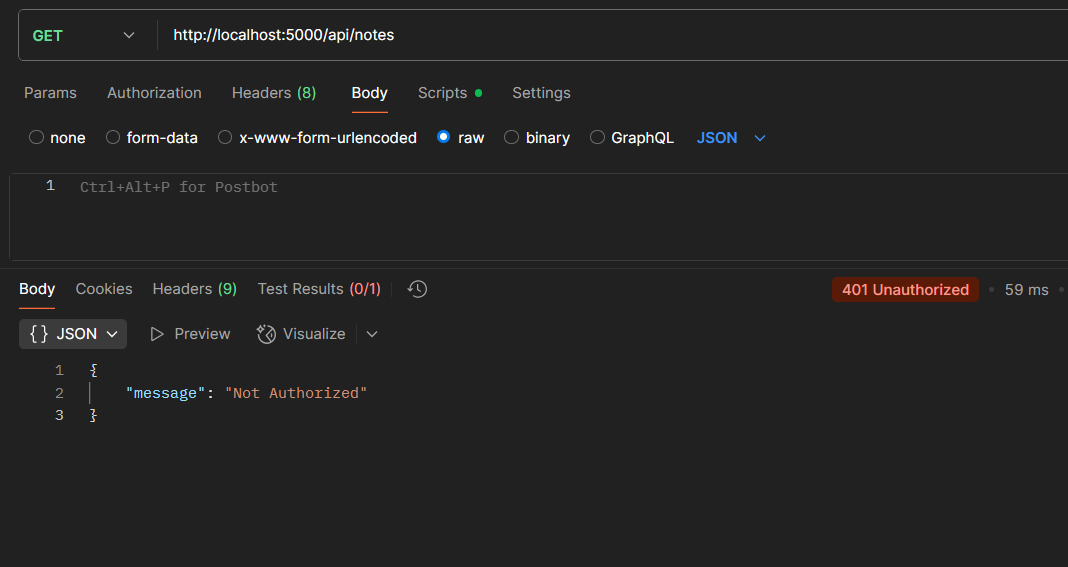 GET http://localhost:5000/api/notes
Params Authorization Headers (8) Body Scripts Settings
none form-data x-www-form-urlencoded raw binary GraphQL JSON
1 Ctrl+Alt+P for Postbot
Body Cookies Headers (9) Test Results (0/1) 401 Unauthorized • 59 ms •
{} JSON Preview Visualize
1 {
2 "message": "Not Authorized"
3 }